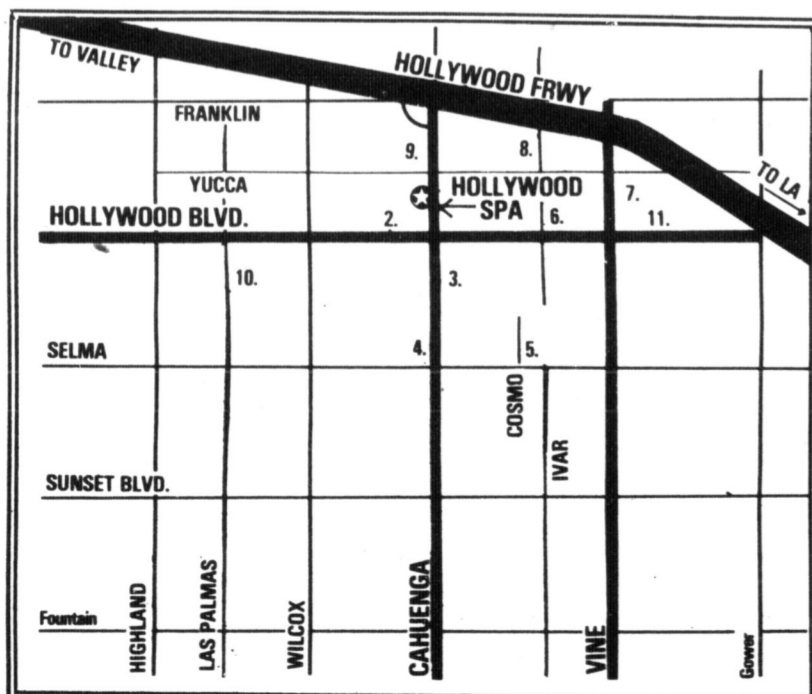 TO VALLEY
HOLLYWOOD FRWY
FRANKLIN
9.
8.
TO LA
YUCCA
HOLLYWOOD
SPA
7.
HOLLYWOOD BLVD.
2.
6.
11.
10.
3.
SELMA
4.
5.
COSMO
IVAR
SUNSET BLVD.
Fountain
HIGHLAND
LAS PALMAS
WILCOX
CAHUENGA
VINE
Gower